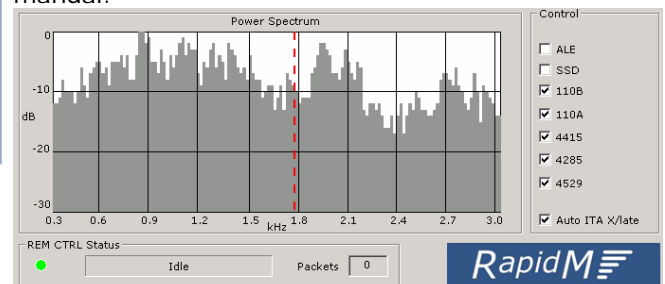 manual.
Power Spectrum
0
-10
dB
-20
-30
0.3 0.6 0.9 1.2 1.5 kHz 1.8 2.1 2.4 2.7 3.0
Control
ALE
SSD
110B
110A
4415
4285
4529
Auto ITA X/late
REM CTRL Status
Idle
Packets 0
RapidM